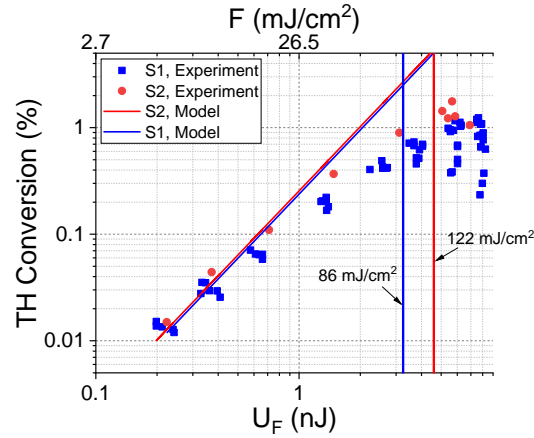 F (mJ/cm²)
2.7
26.5
S1, Experiment
S2, Experiment
S2, Model
S1, Model
TH Conversion (%)
1
0.1
0.01
122 mJ/cm²
86 mJ/cm²
0.1
1
U_F (nJ)